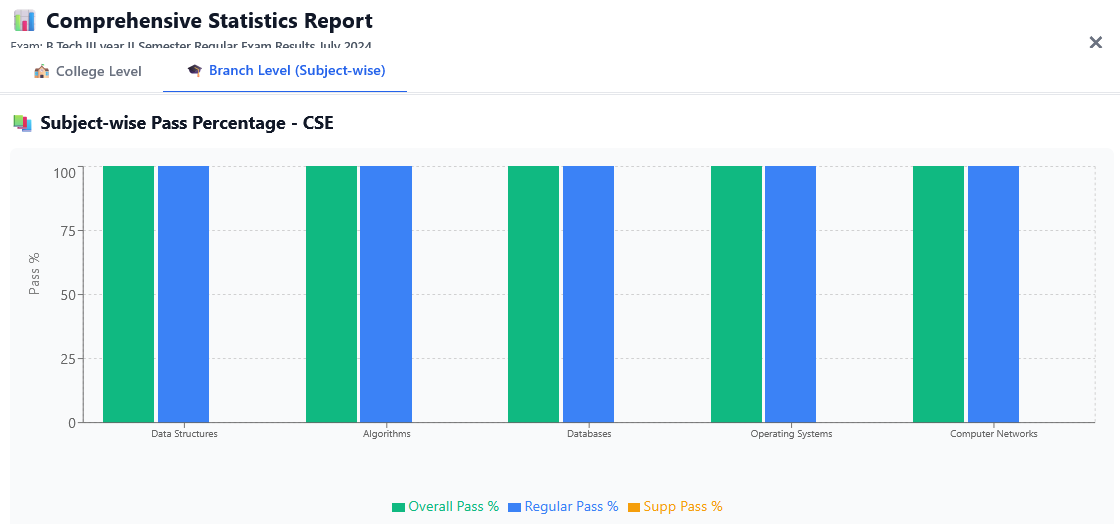 Comprehensive Statistics Report
Exam: B Tech III year II Semester Regular Exam Results July 2024
College Level
Branch Level (Subject-wise)
Subject-wise Pass Percentage - CSE
100
75
50
25
0
Pass %
Data Structures
Algorithms
Databases
Operating Systems
Computer Networks
Overall Pass %
Regular Pass %
Supp Pass %